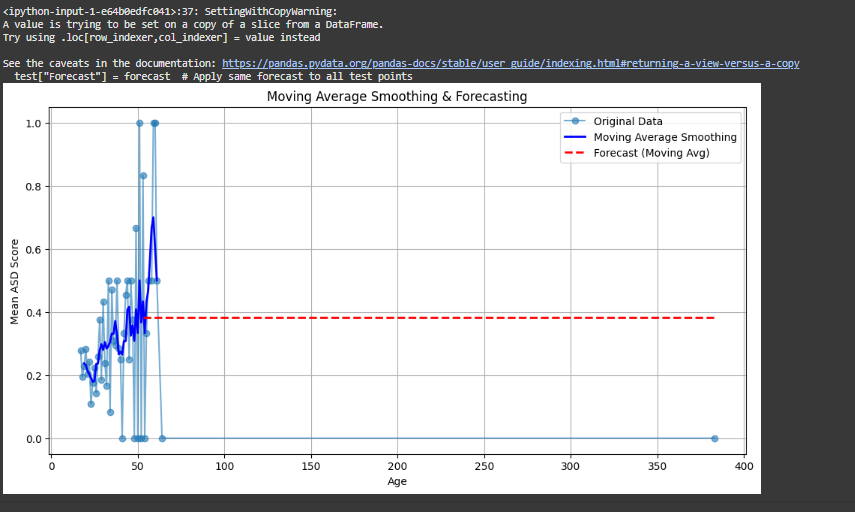 <ipython-input-1-e64b0edfc041>:37: SettingWithCopyWarning:
A value is trying to be set on a copy of a slice from a DataFrame.
Try using .loc[row_indexer,col_indexer] = value instead
See the caveats in the documentation: https://pandas.pydata.org/pandas-docs/stable/user_guide/indexing.html#returning-a-view-versus-a-copy
test["Forecast"] = forecast  # Apply same forecast to all test points
Moving Average Smoothing & Forecasting
Original Data
Moving Average Smoothing
Forecast (Moving Avg)
Mean ASD Score
1.0
0.8
0.6
0.4
0.2
0.0
0 50 100 150 200 250 300 350 400
Age